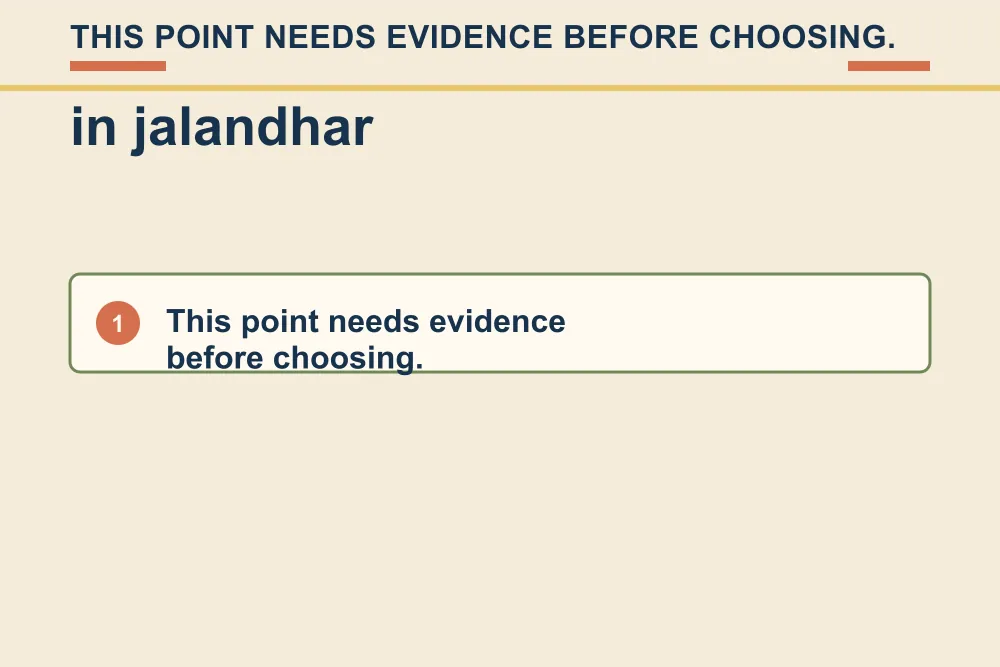 THIS POINT NEEDS EVIDENCE BEFORE CHOOSING.
in jalandhar
1
This point needs evidence
before choosing.